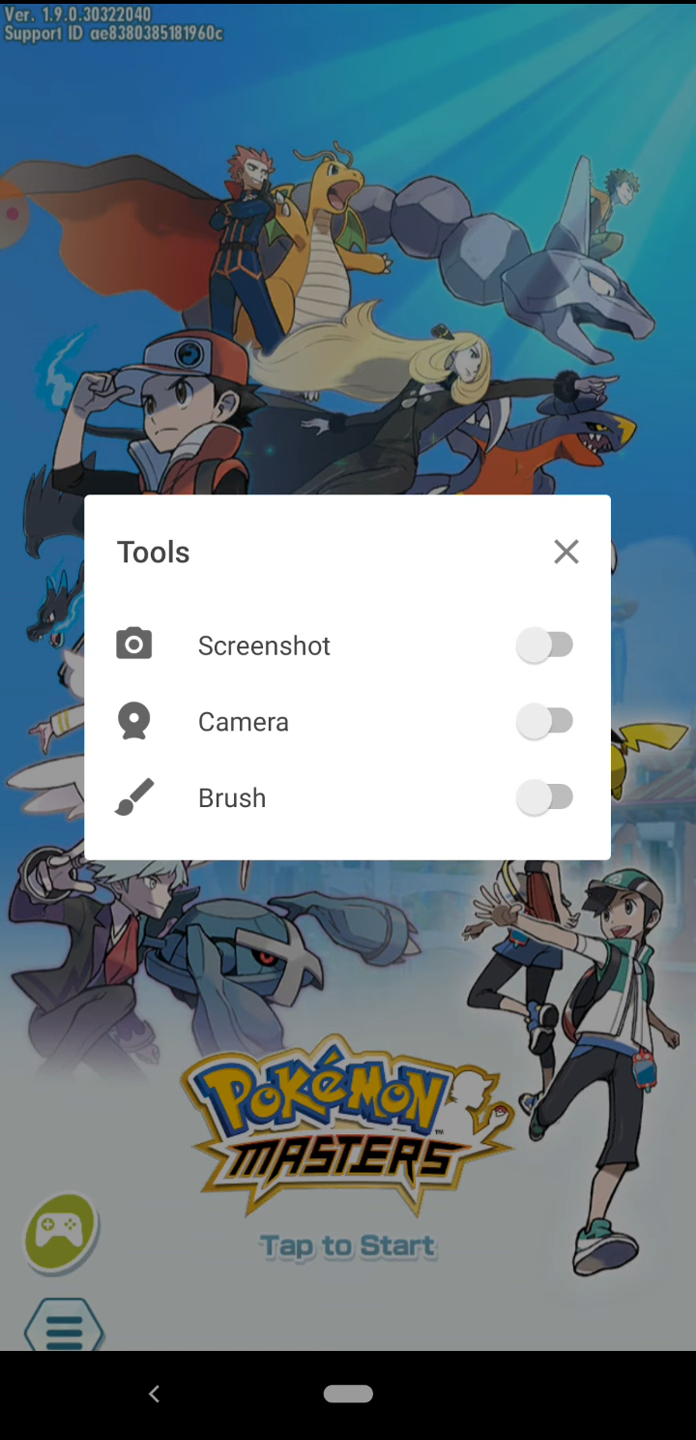 Ver. 1.9.0.30322040
Support ID ae8380385181960c
Tools
Screenshot
Camera
Brush
POKéMON
MASTERS
Tap to Start